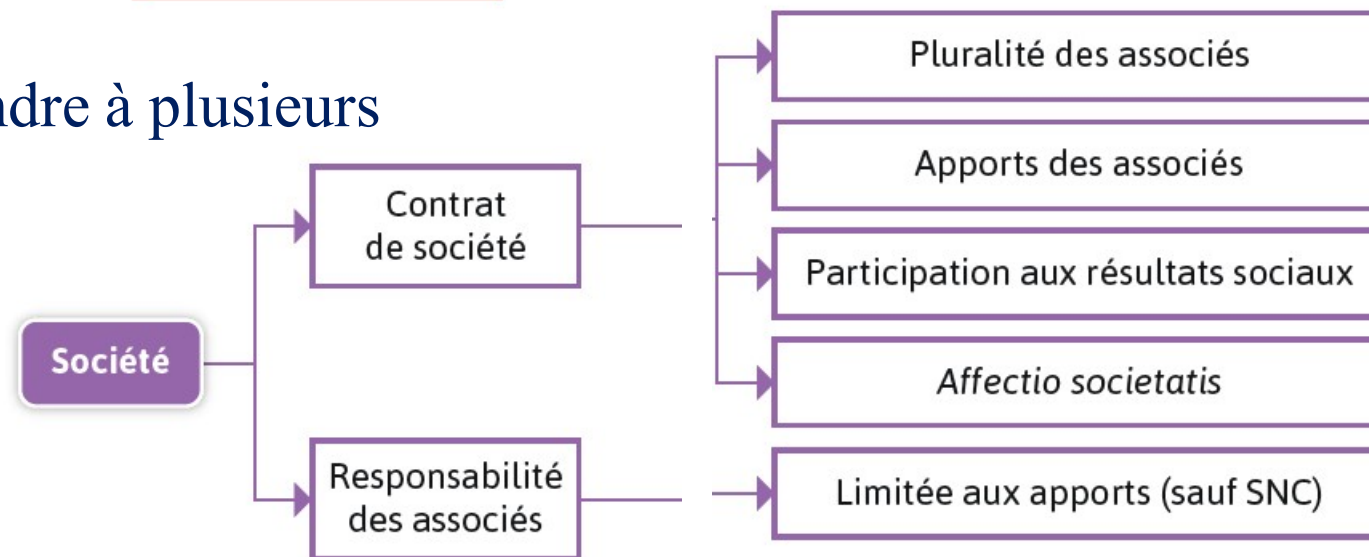 ndre à plusieurs
Société
Contrat
de société
Responsabilité
des associés
Pluralité des associés
Apports des associés
Participation aux résultats sociaux
Affectio societatis
Limitée aux apports (sauf SNC)